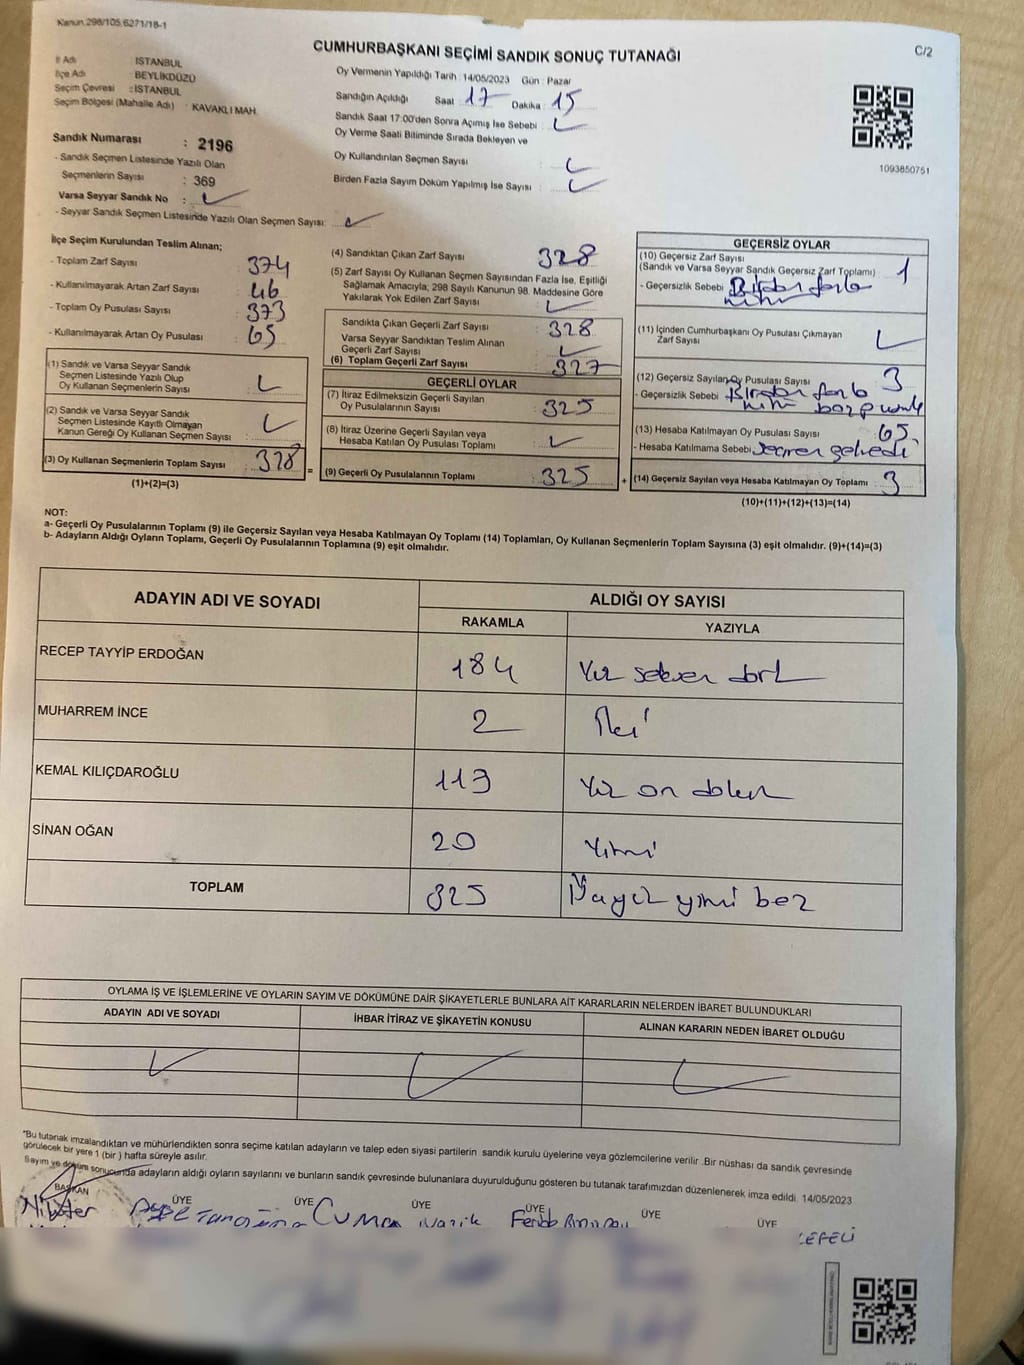 Kanun.298/105.6271/18-1
C/2
CUMHURBAŞKANI SEÇİMİ SANDIK SONUÇ TUTANAĞI
İl Adı : İSTANBUL
İlçe Adı : BEYLİKDÜZÜ
Seçim Çevresi : İSTANBUL
Seçim Bölgesi (Mahalle Adı) : KAVAKLI MAH.
Sandık Numarası : 2196
- Sandık Seçmen Listesinde Yazılı Olan
Seçmenlerin Sayısı : 369
Varsa Seyyar Sandık No :
- Seyyar Sandık Seçmen Listesinde Yazılı Olan Seçmen Sayısı:
Oy Vermenin Yapıldığı Tarih : 14/05/2023 Gün : Pazar
Sandığın Açıldığı Saat : 17 Dakika : 15
Sandık Saat 17:00'den Sonra Açımış İse Sebebi :
Oy Verme Saati Bitiminde Sırada Bekleyen ve
Oy Kullandırılan Seçmen Sayısı :
Birden Fazla Sayım Döküm Yapılmış İse Sayısı :
1093850751
İlçe Seçim Kurulundan Teslim Alınan;
- Toplam Zarf Sayısı : 374
- Kullanılmayarak Artan Zarf Sayısı : 46
- Toplam Oy Pusulası Sayısı : 373
- Kullanılmayarak Artan Oy Pusulası : 65
(1) Sandık ve Varsa Seyyar Sandık
Seçmen Listesinde Yazılı Olup
Oy Kullanan Seçmenlerin Sayısı :
(2) Sandık ve Varsa Seyyar Sandık
Seçmen Listesinde Kayıtlı Olmayan
Kanun Gereği Oy Kullanan Seçmen Sayısı :
(3) Oy Kullanan Seçmenlerin Toplam Sayısı : 328
(1)+(2)=(3)
(4) Sandıktan Çıkan Zarf Sayısı : 328
(5) Zarf Sayısı Oy Kullanan Seçmen Sayısından Fazla İse, Eşitliği
Sağlamak Amacıyla, 298 Sayılı Kanunun 98. Maddesine Göre
Yakılarak Yok Edilen Zarf Sayısı :
Sandıkta Çıkan Geçerli Zarf Sayısı : 328
Varsa Seyyar Sandıktan Teslim Alınan
Geçerli Zarf Sayısı :
(6) Toplam Geçerli Zarf Sayısı : 327
GEÇERLİ OYLAR
(7) İtiraz Edilmeksizin Geçerli Sayılan
Oy Pusulalarının Sayısı : 325
(8) İtiraz Üzerine Geçerli Sayılan veya
Hesaba Katılan Oy Pusulası Toplamı :
= (9) Geçerli Oy Pusulalarının Toplamı : 325 +
GEÇERSİZ OYLAR
(10) Geçersiz Zarf Sayısı
(Sandık ve Varsa Seyyar Sandık Geçersiz Zarf Toplamı) : 1
- Geçersizlik Sebebi : Birden fazla
(11) İçinden Cumhurbaşkanı Oy Pusulası Çıkmayan
Zarf Sayısı :
(12) Geçersiz Sayılan Oy Pusulası Sayısı : 3
- Geçersizlik Sebebi : Birden fazla
(13) Hesaba Katılmayan Oy Pusulası Sayısı : 65
- Hesaba Katılmama Sebebi : Seçmen gelmedi
(14) Geçersiz Sayılan veya Hesaba Katılmayan Oy Toplamı : 3
(10)+(11)+(12)+(13)=(14)
NOT:
a- Geçerli Oy Pusulalarının Toplamı (9) ile Geçersiz Sayılan veya Hesaba Katılmayan Oy Toplamı (14) Toplamları, Oy Kullanan Seçmenlerin Toplam Sayısına (3) eşit olmalıdır. (9)+(14)=(3)
b- Adayların Aldığı Oyların Toplamı, Geçerli Oy Pusulalarının Toplamına (9) eşit olmalıdır.
ADAYIN ADI VE SOYADI ALDIĞI OY SAYISI
RAKAMLA YAZIYLA
RECEP TAYYİP ERDOĞAN 184 Yüz seksen dört
MUHARREM İNCE 2 İki
KEMAL KILIÇDAROĞLU 119 Yüz on dokuz
SİNAN OĞAN 20 Yirmi
TOPLAM 325 Üçyüz yirmi beş
OYLAMA İŞ VE İŞLEMLERİNE VE OYLARIN SAYIM VE DÖKÜMÜNE DAİR ŞİKAYETLERLE BUNLARA AİT KARARLARIN NELERDEN İBARET BULUNDUKLARI
ADAYIN ADI VE SOYADI İHBAR İTİRAZ VE ŞİKAYETİN KONUSU ALINAN KARARIN NEDEN İBARET OLDUĞU
*Bu tutanak imzalandıktan ve mühürlendikten sonra seçime katılan adayların ve talep eden siyasi partilerin sandık kurulu üyelerine veya gözlemcilerine verilir .Bir nüshası da sandık çevresinde
görülecek bir yere 1 (bir ) hafta süreyle asılır.
Sayım ve döküm sonucunda adayların aldığı oyların sayılarını ve bunların sandık çevresinde bulunanlara duyurulduğunu gösteren bu tutanak tarafımızdan düzenlenerek imza edildi. 14/05/2023
BAŞKAN ÜYE ÜYE ÜYE ÜYE ÜYE ÜYE